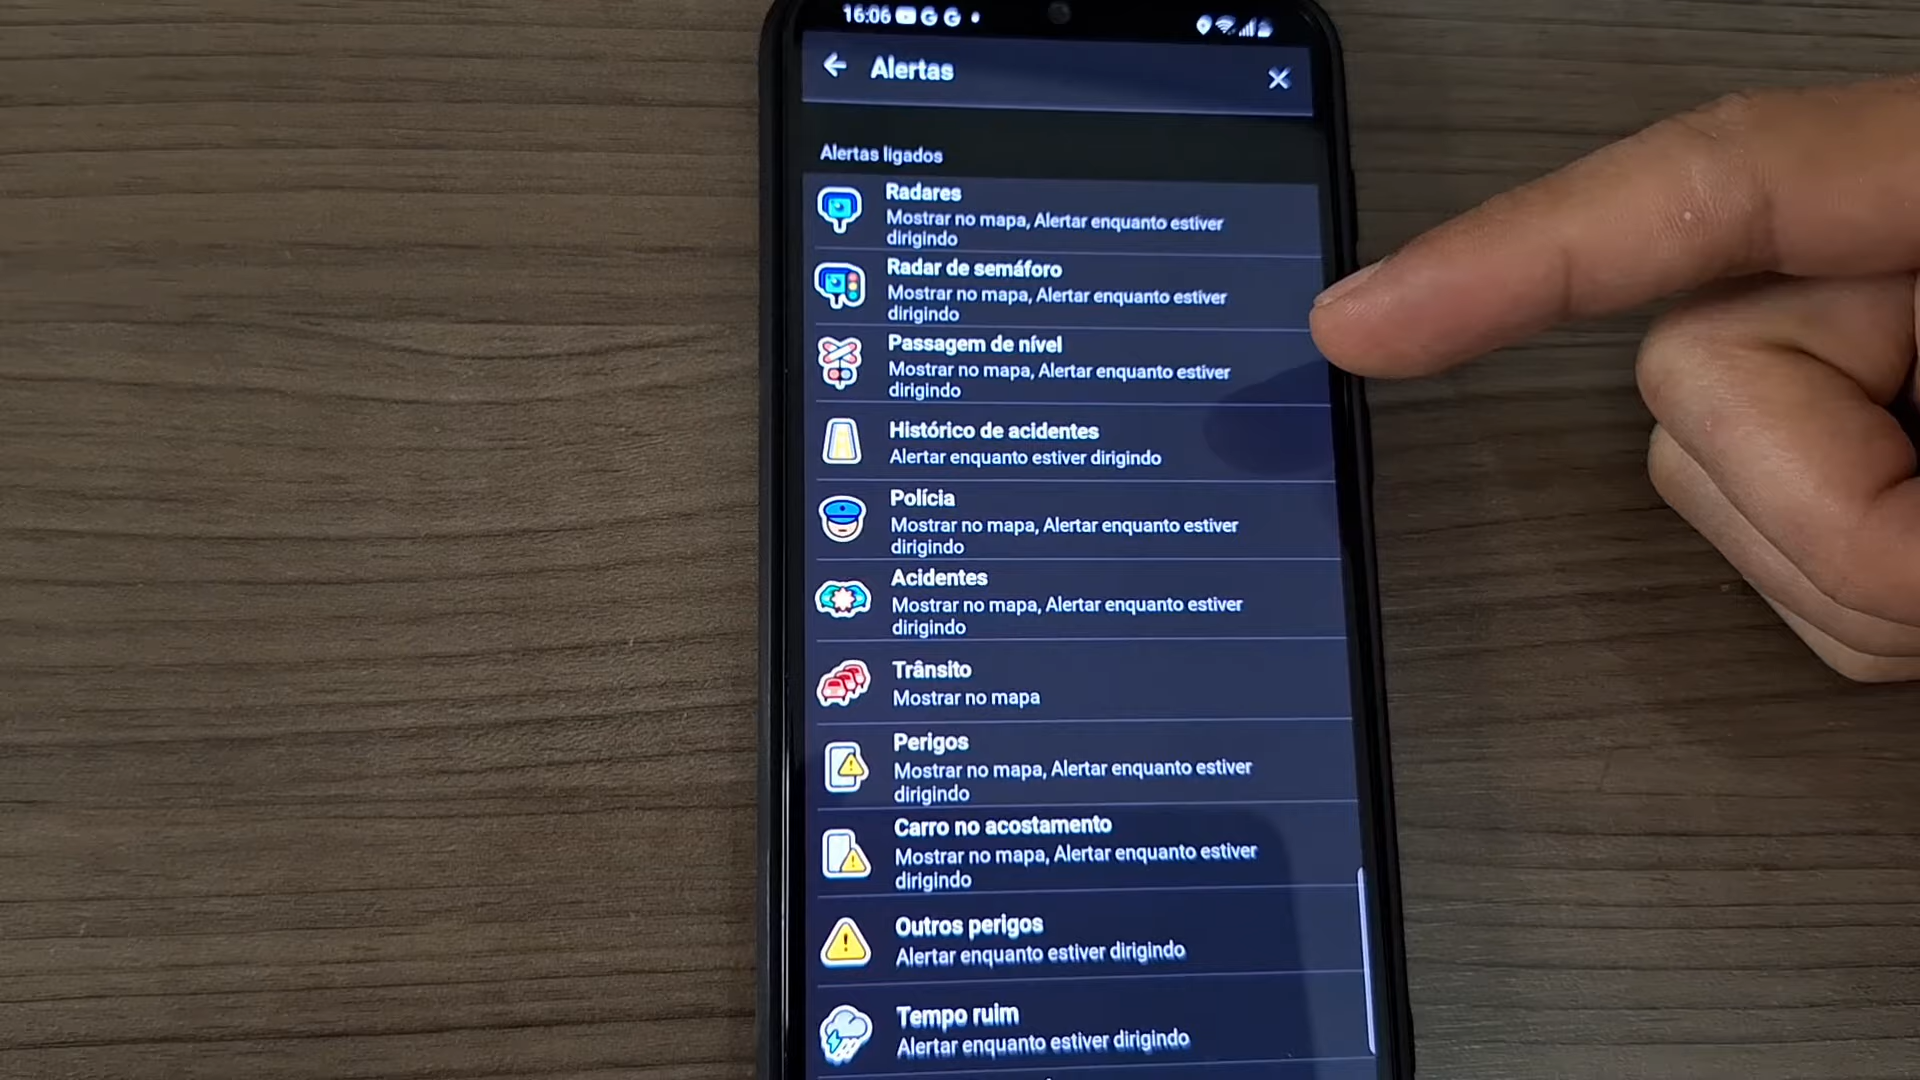 16:06
Alertas
Alertas ligados
Radares
Mostrar no mapa, Alertar enquanto estiver
dirigindo
Radar de semáforo
Mostrar no mapa, Alertar enquanto estiver
dirigindo
Passagem de nível
Mostrar no mapa, Alertar enquanto estiver
dirigindo
Histórico de acidentes
Alertar enquanto estiver dirigindo
Polícia
Mostrar no mapa, Alertar enquanto estiver
dirigindo
Acidentes
Mostrar no mapa, Alertar enquanto estiver
dirigindo
Trânsito
Mostrar no mapa
Perigos
Mostrar no mapa, Alertar enquanto estiver
dirigindo
Carro no acostamento
Mostrar no mapa, Alertar enquanto estiver
dirigindo
Outros perigos
Alertar enquanto estiver dirigindo
Tempo ruim
Alertar enquanto estiver dirigindo